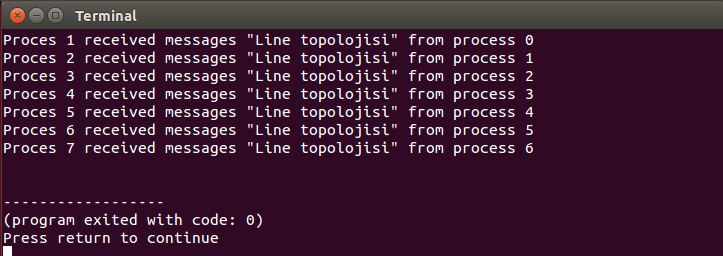 Terminal
Proces 1 received messages "Line topolojisi" from process 0
Proces 2 received messages "Line topolojisi" from process 1
Proces 3 received messages "Line topolojisi" from process 2
Proces 4 received messages "Line topolojisi" from process 3
Proces 5 received messages "Line topolojisi" from process 4
Proces 6 received messages "Line topolojisi" from process 5
Proces 7 received messages "Line topolojisi" from process 6
------------------
(program exited with code: 0)
Press return to continue